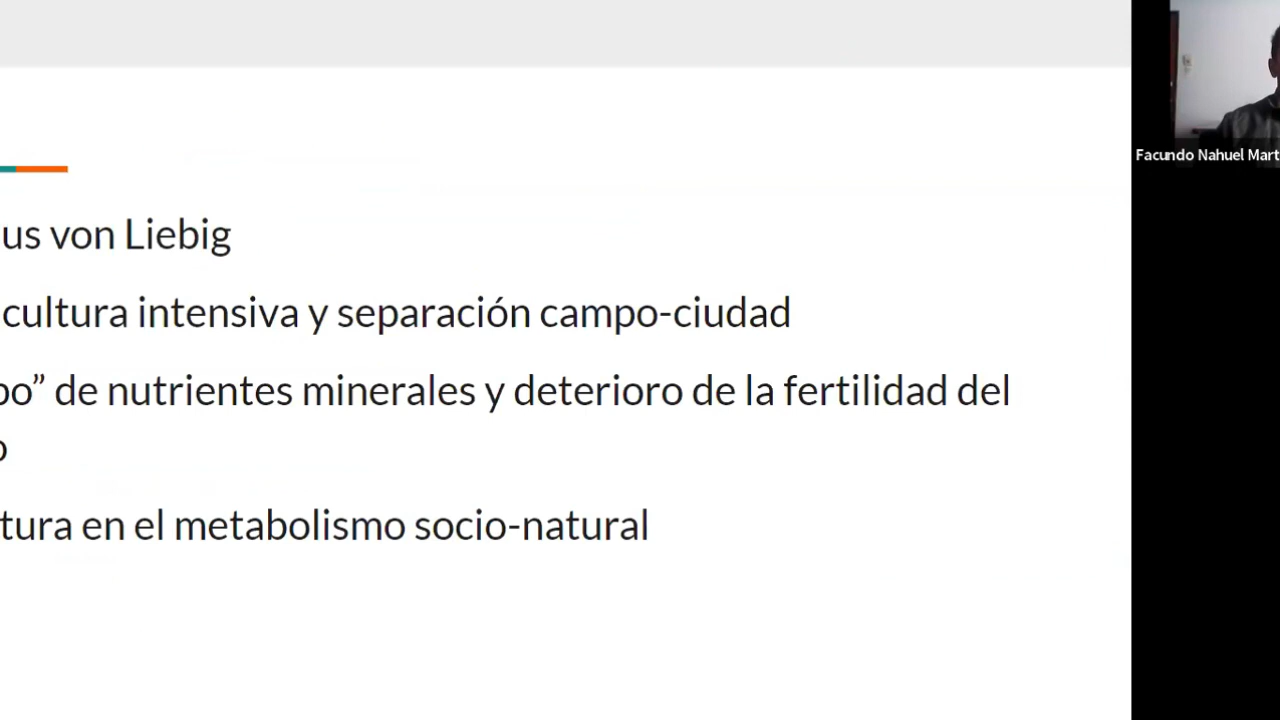 us von Liebig
cultura intensiva y separación campo-ciudad
bo” de nutrientes minerales y deterioro de la fertilidad del
o
tura en el metabolismo socio-natural
Facundo Nahuel Mart